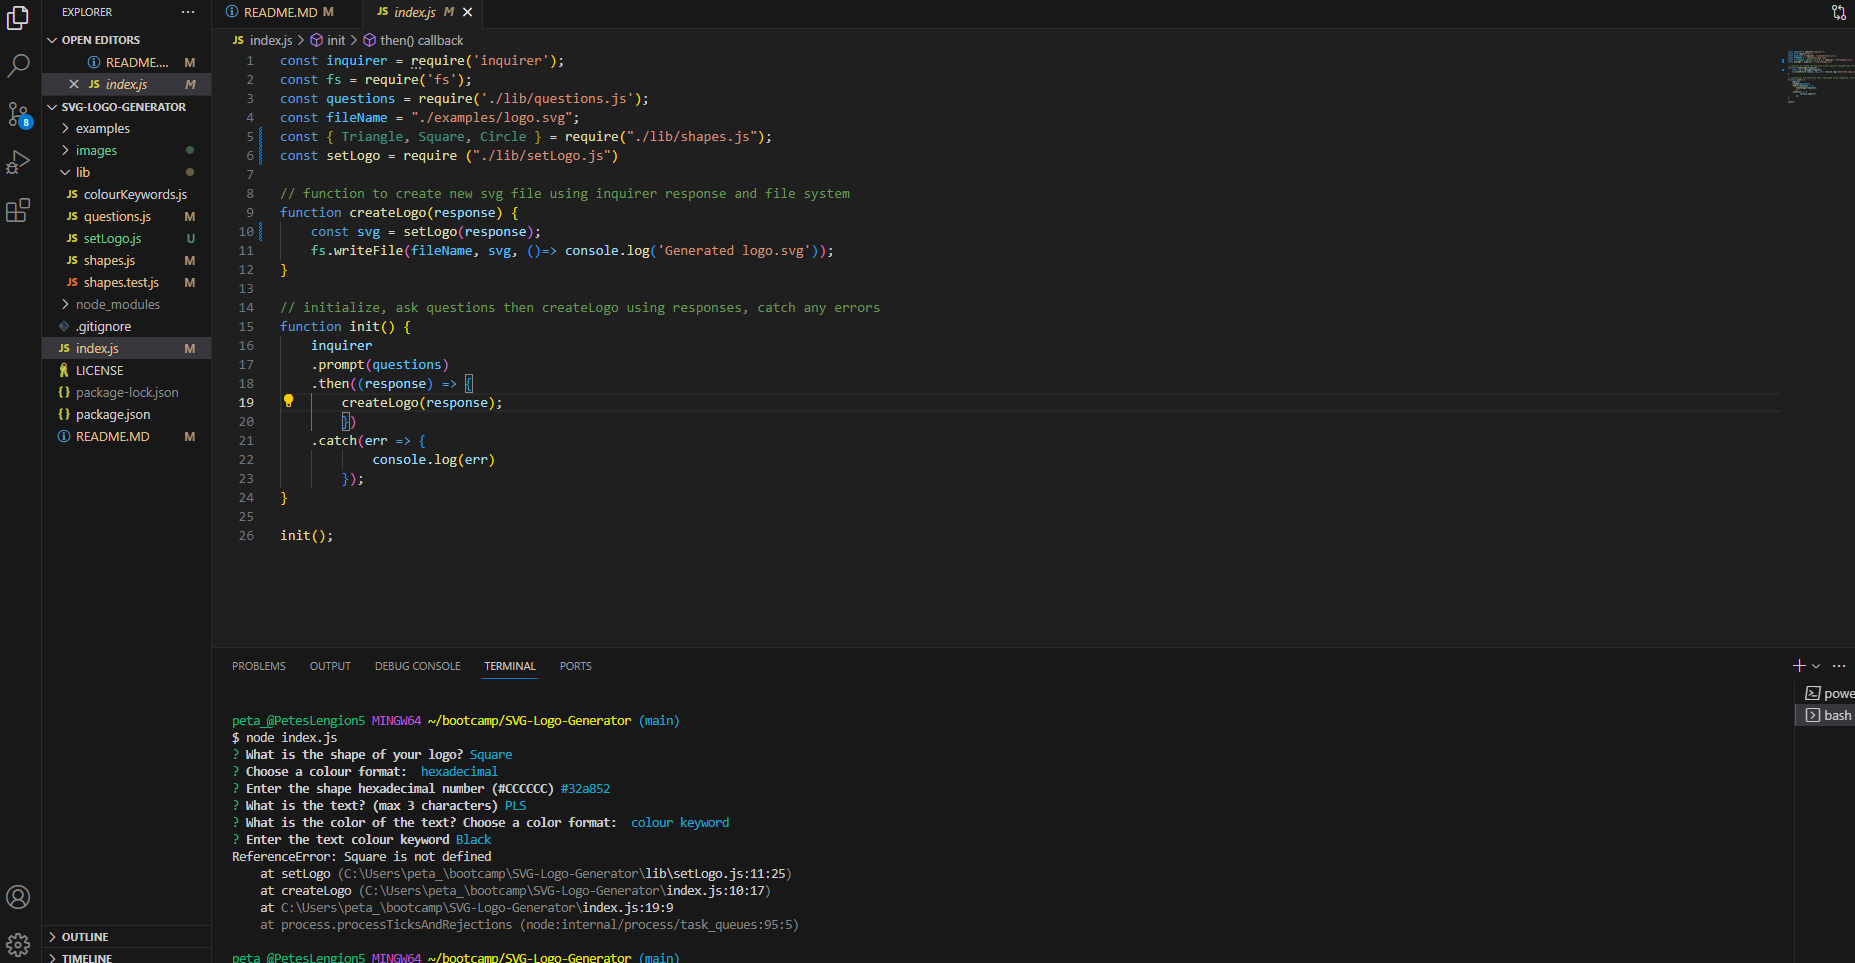 EXPLORER
OPEN EDITORS
README.... M
JS index.js M
SVG-LOGO-GENERATOR
examples
images
lib
JS colourKeywords.js
JS questions.js M
JS setLogo.js U
JS shapes.js M
JS shapes.test.js M
node_modules
.gitignore
JS index.js M
LICENSE
{} package-lock.json
{} package.json
README.MD M
OUTLINE
TIMELINE
8
README.MD M
JS index.js M
JS index.js > init > then() callback
1 const inquirer = require('inquirer');
2 const fs = require('fs');
3 const questions = require('./lib/questions.js');
4 const fileName = "./examples/logo.svg";
5 const { Triangle, Square, Circle } = require("./lib/shapes.js");
6 const setLogo = require ("./lib/setLogo.js")
7
8 // function to create new svg file using inquirer response and file system
9 function createLogo(response) {
10 const svg = setLogo(response);
11 fs.writeFile(fileName, svg, ()=> console.log('Generated logo.svg'));
12 }
13
14 // initialize, ask questions then createLogo using responses, catch any errors
15 function init() {
16 inquirer
17 .prompt(questions)
18 .then((response) => {
19 createLogo(response);
20 })
21 .catch(err => {
22 console.log(err)
23 });
24 }
25
26 init();
PROBLEMS OUTPUT DEBUG CONSOLE TERMINAL PORTS
powe
bash
peta_@PetesLengion5 MINGW64 ~/bootcamp/SVG-Logo-Generator (main)
$ node index.js
? What is the shape of your logo? Square
? Choose a colour format: hexadecimal
? Enter the shape hexadecimal number (#CCCCCC) #32a852
? What is the text? (max 3 characters) PLS
? What is the color of the text? Choose a color format: colour keyword
? Enter the text colour keyword Black
ReferenceError: Square is not defined
at setLogo (C:\Users\peta_\bootcamp\SVG-Logo-Generator\lib\setLogo.js:11:25)
at createLogo (C:\Users\peta_\bootcamp\SVG-Logo-Generator\index.js:10:17)
at C:\Users\peta_\bootcamp\SVG-Logo-Generator\index.js:19:9
at process.processTicksAndRejections (node:internal/process/task_queues:95:5)
peta_@PetesLengion5 MINGW64 ~/bootcamp/SVG-Logo-Generator (main)